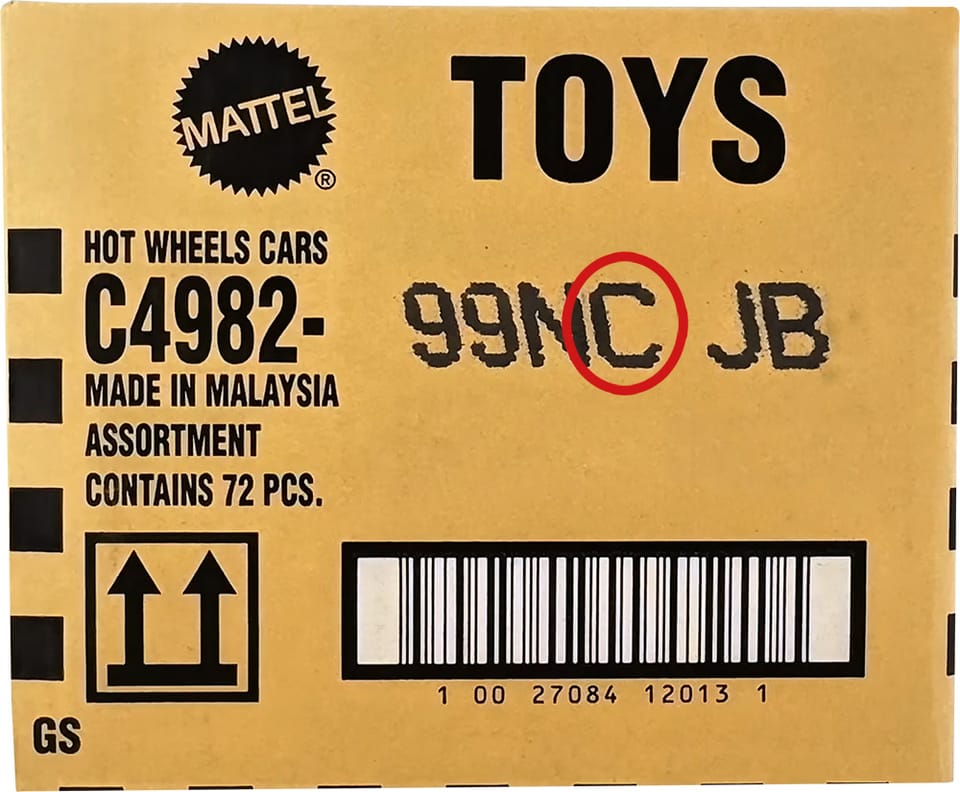 MATTEL
®
TOYS
HOT WHEELS CARS
C4982-
99NC JB
MADE IN MALAYSIA
ASSORTMENT
CONTAINS 72 PCS.
1 00 27084 12013 1
GS